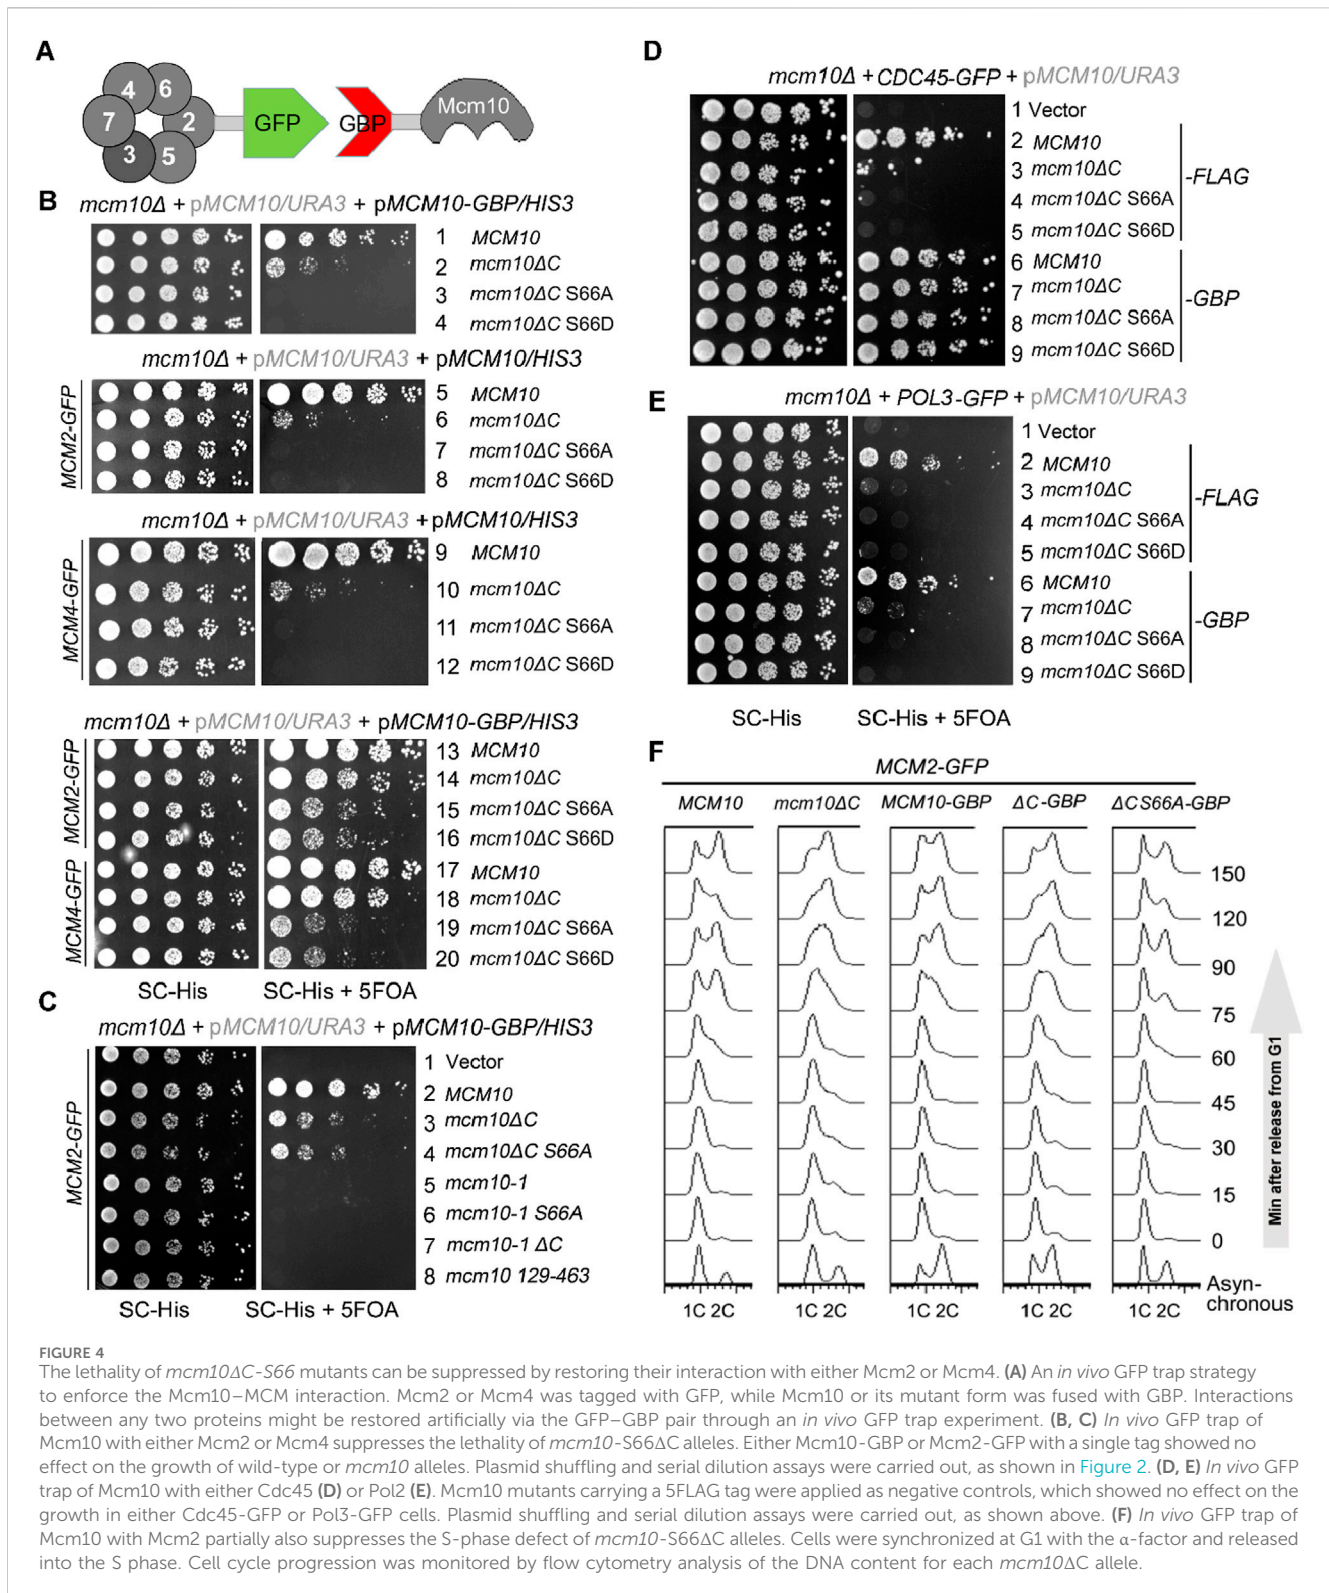 A
4 6
7 2
3 5
GFP
GBP
Mcm10
B
mcm10Δ + pMCM10/URA3 + pMCM10-GBP/HIS3
1 MCM10
2 mcm10ΔC
3 mcm10ΔC S66A
4 mcm10ΔC S66D
mcm10Δ + pMCM10/URA3 + pMCM10/HIS3
MCM2-GFP
5 MCM10
6 mcm10ΔC
7 mcm10ΔC S66A
8 mcm10ΔC S66D
mcm10Δ + pMCM10/URA3 + pMCM10/HIS3
MCM4-GFP
9 MCM10
10 mcm10ΔC
11 mcm10ΔC S66A
12 mcm10ΔC S66D
mcm10Δ + pMCM10/URA3 + pMCM10-GBP/HIS3
MCM2-GFP
13 MCM10
14 mcm10ΔC
15 mcm10ΔC S66A
16 mcm10ΔC S66D
MCM4-GFP
17 MCM10
18 mcm10ΔC
19 mcm10ΔC S66A
20 mcm10ΔC S66D
SC-His SC-His + 5FOA
C
mcm10Δ + pMCM10/URA3 + pMCM10-GBP/HIS3
MCM2-GFP
1 Vector
2 MCM10
3 mcm10ΔC
4 mcm10ΔC S66A
5 mcm10-1
6 mcm10-1 S66A
7 mcm10-1 ΔC
8 mcm10 129-463
SC-His SC-His + 5FOA
D
mcm10Δ + CDC45-GFP + pMCM10/URA3
1 Vector
2 MCM10
3 mcm10ΔC
4 mcm10ΔC S66A
5 mcm10ΔC S66D
-FLAG
6 MCM10
7 mcm10ΔC
8 mcm10ΔC S66A
9 mcm10ΔC S66D
-GBP
E
mcm10Δ + POL3-GFP + pMCM10/URA3
1 Vector
2 MCM10
3 mcm10ΔC
4 mcm10ΔC S66A
5 mcm10ΔC S66D
-FLAG
6 MCM10
7 mcm10ΔC
8 mcm10ΔC S66A
9 mcm10ΔC S66D
-GBP
SC-His SC-His + 5FOA
F
MCM2-GFP
MCM10 mcm10ΔC MCM10-GBP ΔC-GBP ΔCS66A-GBP
150
120
90
75
60
45
30
15
0
Asyn-
chronous
Min after release from G1
1C 2C 1C 2C 1C 2C 1C 2C 1C 2C
FIGURE 4
The lethality of mcm10ΔC-S66 mutants can be suppressed by restoring their interaction with either Mcm2 or Mcm4. (A) An in vivo GFP trap strategy
to enforce the Mcm10–MCM interaction. Mcm2 or Mcm4 was tagged with GFP, while Mcm10 or its mutant form was fused with GBP. Interactions
between any two proteins might be restored artificially via the GFP–GBP pair through an in vivo GFP trap experiment. (B, C) In vivo GFP trap of
Mcm10 with either Mcm2 or Mcm4 suppresses the lethality of mcm10-S66ΔC alleles. Either Mcm10-GBP or Mcm2-GFP with a single tag showed no
effect on the growth of wild-type or mcm10 alleles. Plasmid shuffling and serial dilution assays were carried out, as shown in Figure 2. (D, E) In vivo GFP
trap of Mcm10 with either Cdc45 (D) or Pol2 (E). Mcm10 mutants carrying a 5FLAG tag were applied as negative controls, which showed no effect on the
growth in either Cdc45-GFP or Pol3-GFP cells. Plasmid shuffling and serial dilution assays were carried out, as shown above. (F) In vivo GFP trap of
Mcm10 with Mcm2 partially also suppresses the S-phase defect of mcm10-S66ΔC alleles. Cells were synchronized at G1 with the α-factor and released
into the S phase. Cell cycle progression was monitored by flow cytometry analysis of the DNA content for each mcm10ΔC allele.